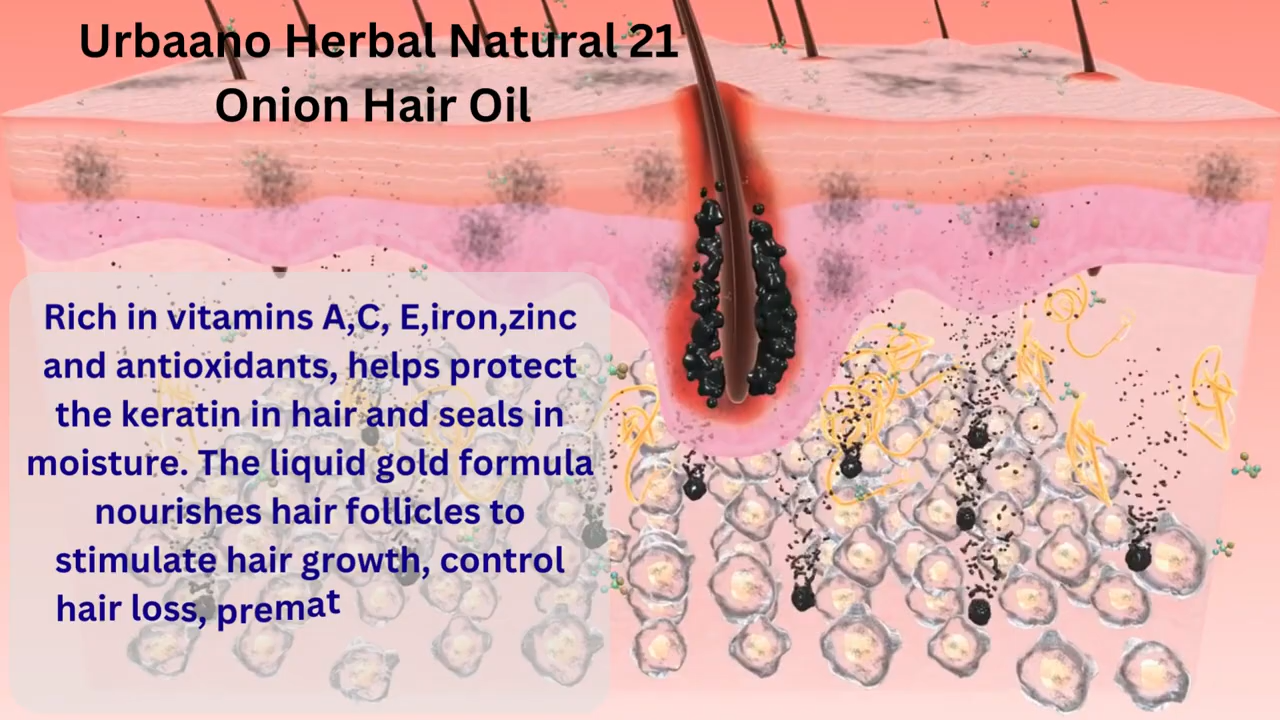 Urbaano Herbal Natural 21
Onion Hair Oil
Rich in vitamins A,C, E,iron,zinc
and antioxidants, helps protect
the keratin in hair and seals in
moisture. The liquid gold formula
nourishes hair follicles to
stimulate hair growth, control
hair loss, premat